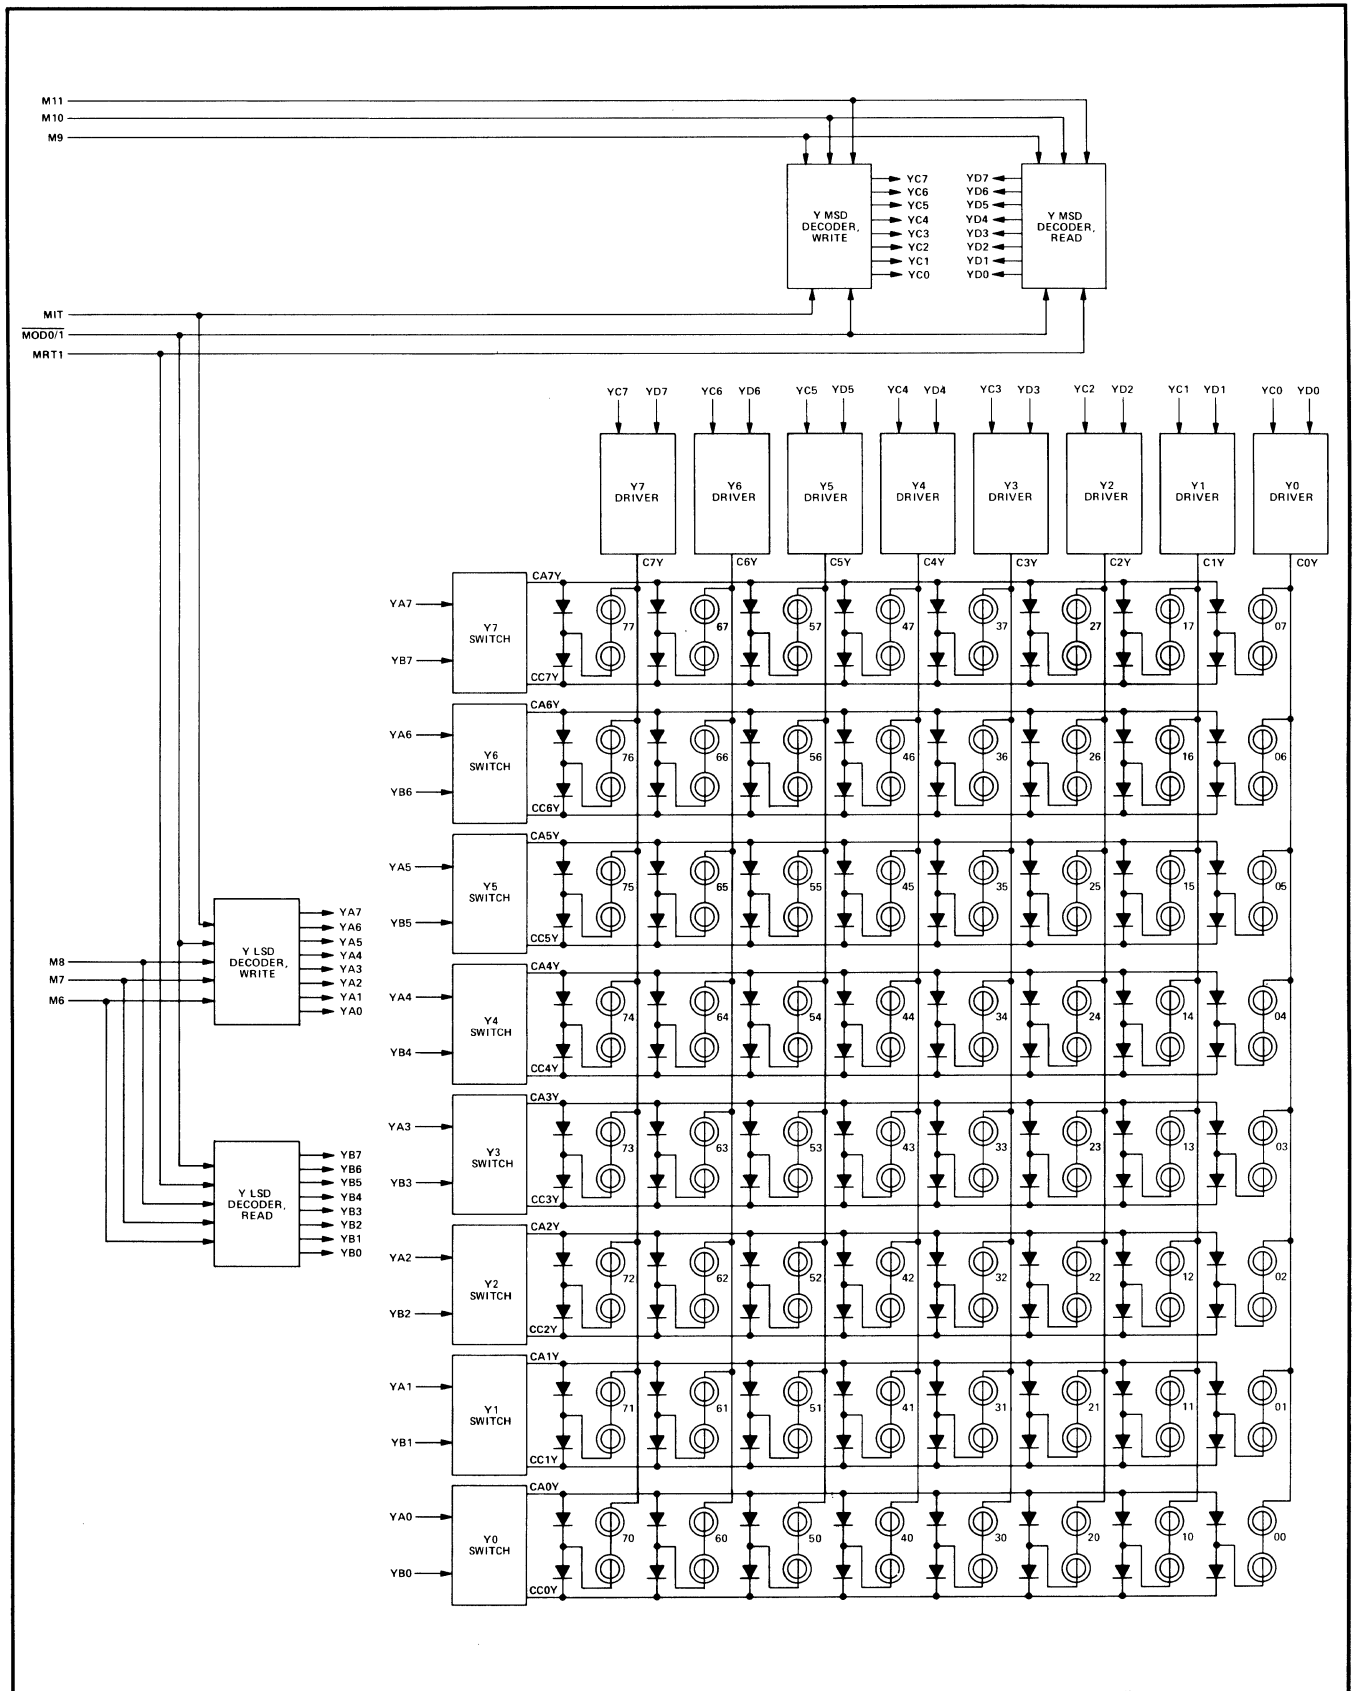 M11
M10
M9
Y MSD
DECODER,
WRITE
YC7
YC6
YC5
YC4
YC3
YC2
YC1
YC0
YD7
YD6
YD5
YD4
YD3
YD2
YD1
YD0
Y MSD
DECODER,
READ
MIT
MOD0/1
MRT1
YC7 YD7 YC6 YD6 YC5 YD5 YC4 YD4 YC3 YD3 YC2 YD2 YC1 YD1 YC0 YD0
Y7
DRIVER
Y6
DRIVER
Y5
DRIVER
Y4
DRIVER
Y3
DRIVER
Y2
DRIVER
Y1
DRIVER
Y0
DRIVER
C7Y C6Y C5Y C4Y C3Y C2Y C1Y C0Y
YA7
YB7
Y7
SWITCH
CA7Y
77 67 57 47 37 27 17 07
CC7Y
YA6
YB6
Y6
SWITCH
CA6Y
76 66 56 46 36 26 16 06
CC6Y
YA5
YB5
Y5
SWITCH
CA5Y
75 65 55 45 35 25 15 05
CC5Y
M8
M7
M6
Y LSD
DECODER,
WRITE
YA7
YA6
YA5
YA4
YA3
YA2
YA1
YA0
YA4
YB4
Y4
SWITCH
CA4Y
74 64 54 44 34 24 14 04
CC4Y
YA3
YB3
Y3
SWITCH
CA3Y
73 63 53 43 33 23 13 03
CC3Y
Y LSD
DECODER,
READ
YB7
YB6
YB5
YB4
YB3
YB2
YB1
YB0
YA2
YB2
Y2
SWITCH
CA2Y
72 62 52 42 32 22 12 02
CC2Y
YA1
YB1
Y1
SWITCH
CA1Y
71 61 51 41 31 21 11 01
CC1Y
YA0
YB0
Y0
SWITCH
CA0Y
70 60 50 40 30 20 10 00
CC0Y